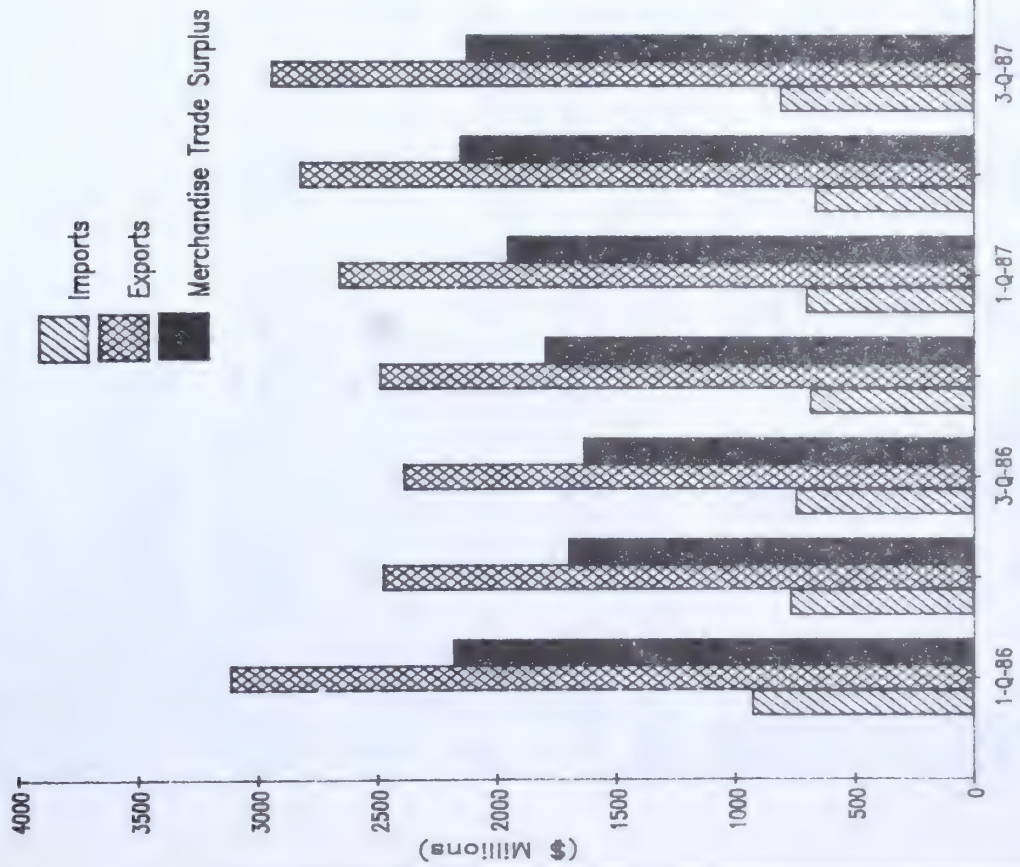 Imports
Exports
Merchandise Trade Surplus
4000
3500
3000
2500
2000
1500
1000
500
0
($ Millions)
1-Q-86
3-Q-86
1-Q-87
3-Q-87